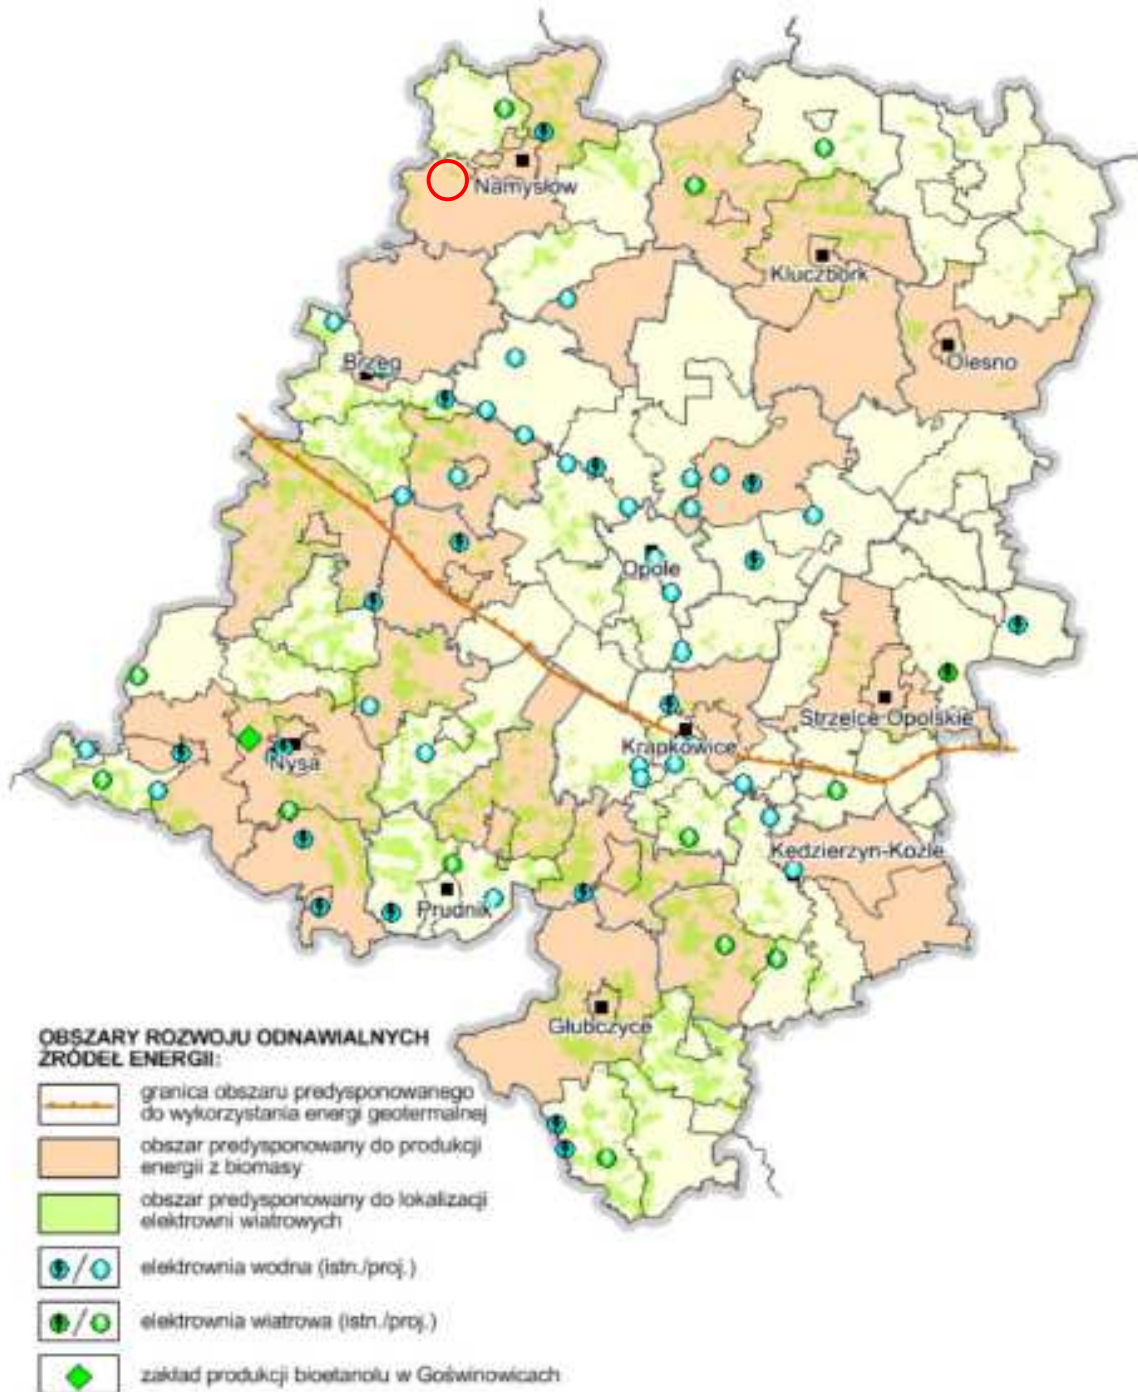 Namysłów
Kluczbork
Olesno
Brzeg
Opole
Strzelce Opolskie
Krapkowice
Nysa
Kędzierzyn-Koźle
Prudnik
Głubczyce
OBSZARY ROZWOJU ODNAWIALNYCH
ŹRÓDEŁ ENERGII:
granica obszaru predysponowanego
do wykorzystania energi geotermalnej
obszar predysponowany do produkcji
energii z biomasy
obszar predysponowany do lokalizacji
elektrowni wiatrowych
elektrownia wodna (istn./proj.)
elektrownia wiatrowa (istn./proj.)
zakład produkcji bioetanolu w Goświnowicach